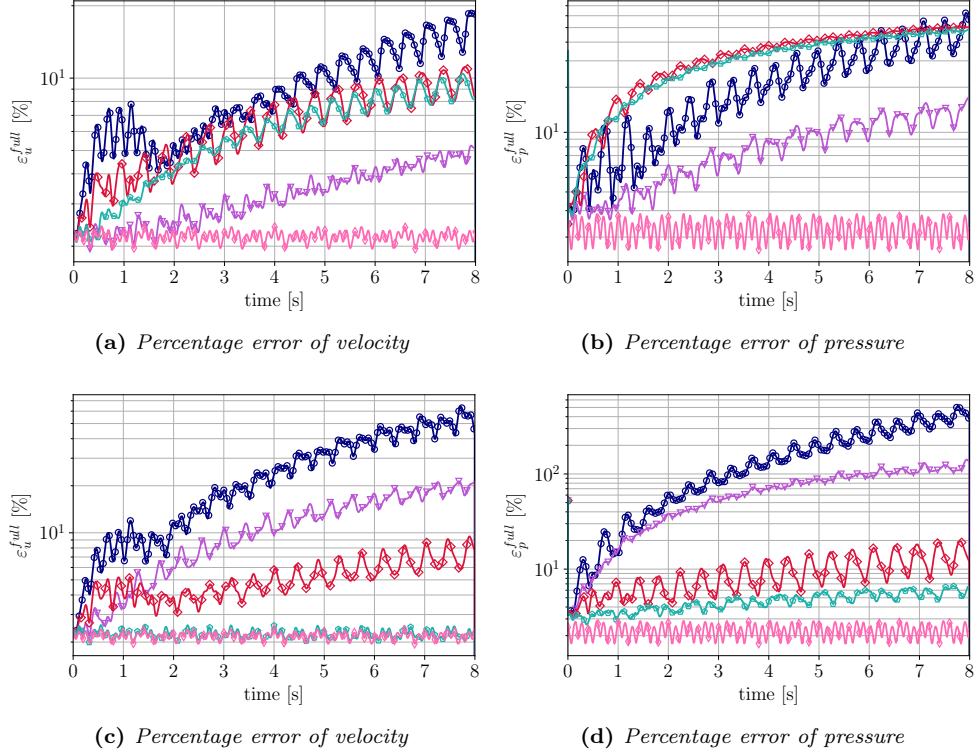 ε_u^{full} [%]
10^1
0 1 2 3 4 5 6 7 8
time [s]
(a) Percentage error of velocity
ε_p^{full} [%]
10^1
0 1 2 3 4 5 6 7 8
time [s]
(b) Percentage error of pressure
ε_u^{full} [%]
10^1
0 1 2 3 4 5 6 7 8
time [s]
(c) Percentage error of velocity
ε_p^{full} [%]
10^2
10^1
0 1 2 3 4 5 6 7 8
time [s]
(d) Percentage error of pressure